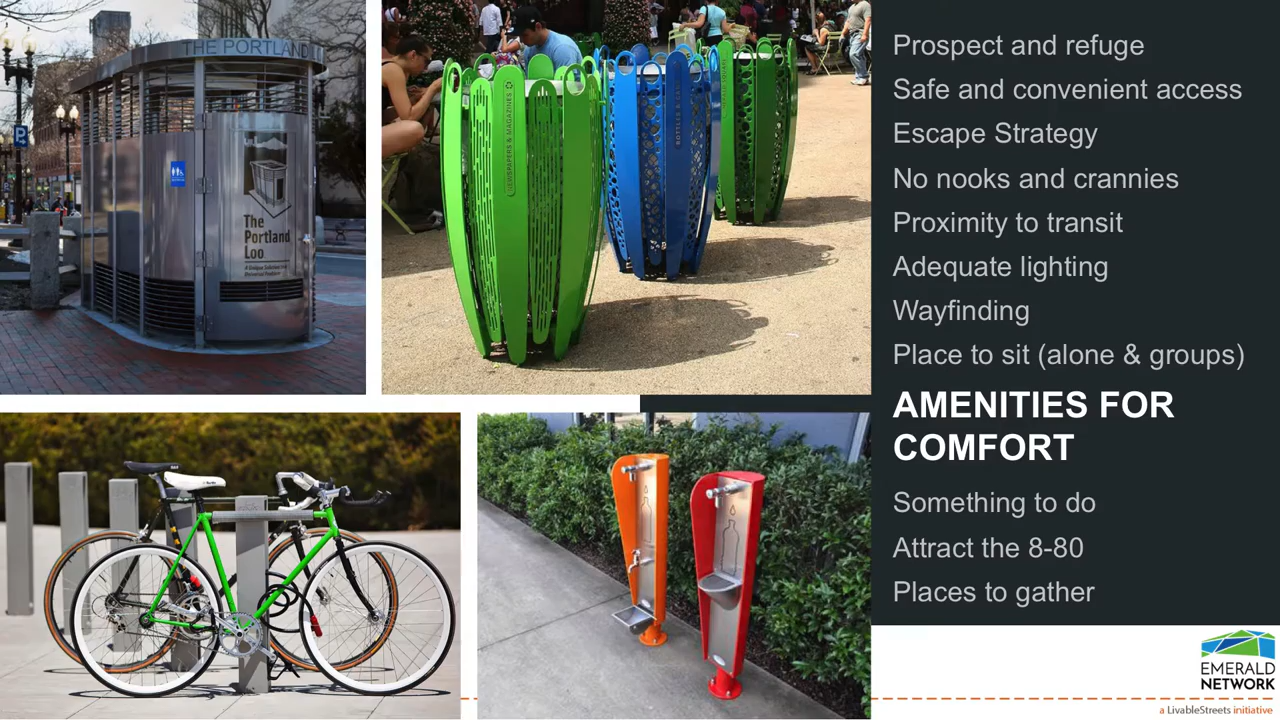 THE PORTLAND
The
Portland
Loo
NEWSPAPERS & MAGAZINES
Prospect and refuge
Safe and convenient access
Escape Strategy
No nooks and crannies
Proximity to transit
Adequate lighting
Wayfinding
Place to sit (alone & groups)
AMENITIES FOR
COMFORT
Something to do
Attract the 8-80
Places to gather
P
EMERALD
NETWORK
a LivableStreets initiative